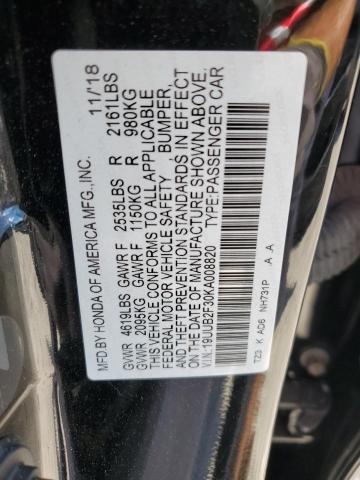 MFD. BY HONDA OF AMERICA MFG., INC. 11/18
GVWR 4619LBS GAWR F 2535LBS R 2161LBS
GVWR 2095KG GAWR F 1150KG R 980KG
THIS VEHICLE CONFORMS TO ALL APPLICABLE
FEDERAL MOTOR VEHICLE SAFETY, BUMPER,
AND THEFT PREVENTION STANDARDS IN EFFECT
ON THE DATE OF MANUFACTURE SHOWN ABOVE.
V.I.N.:19UUB2F30KA008820 TYPE:PASSENGER CAR
TZ3 K AD6 NH731P A A